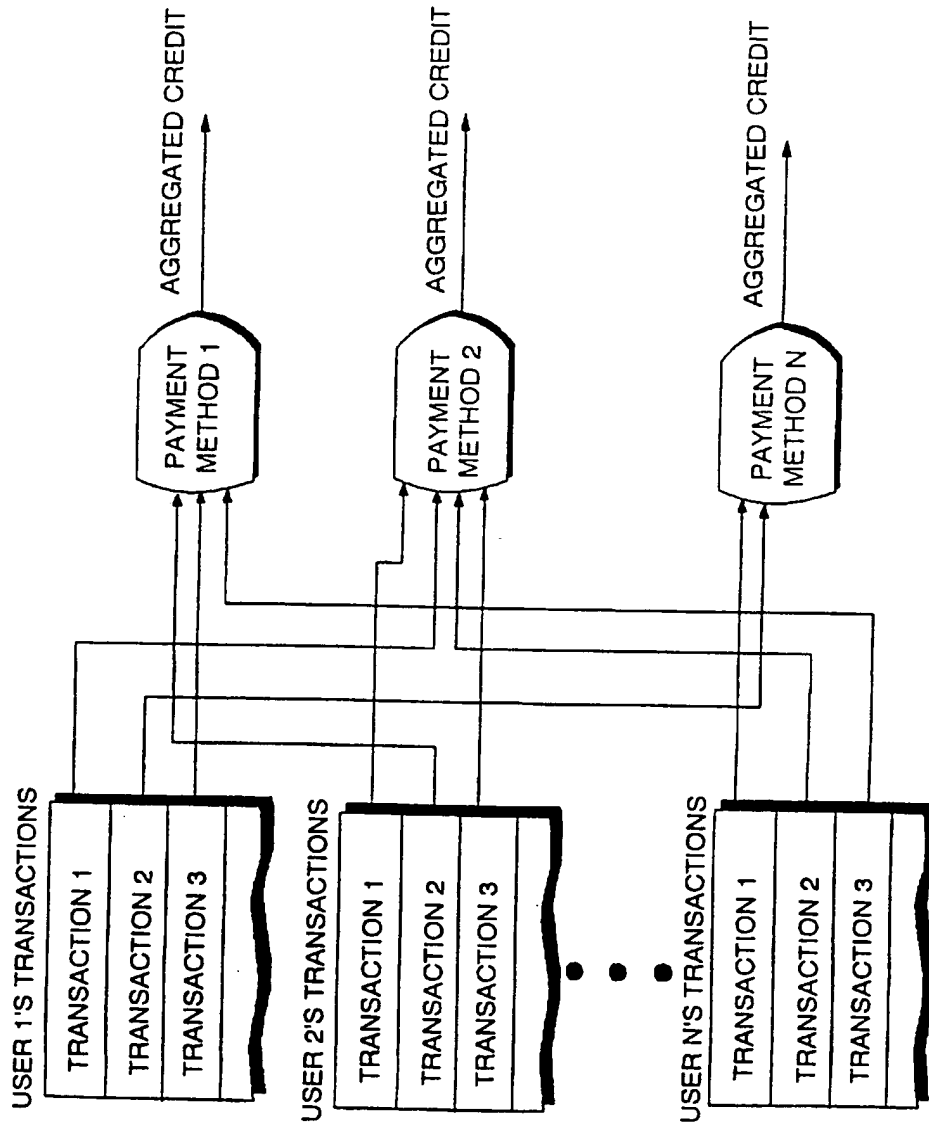 USER 1'S TRANSACTIONS
TRANSACTION 1
TRANSACTION 2
TRANSACTION 3
USER 2'S TRANSACTIONS
TRANSACTION 1
TRANSACTION 2
TRANSACTION 3
USER N'S TRANSACTIONS
TRANSACTION 1
TRANSACTION 2
TRANSACTION 3
PAYMENT
METHOD 1
PAYMENT
METHOD 2
PAYMENT
METHOD N
AGGREGATED CREDIT
AGGREGATED CREDIT
AGGREGATED CREDIT